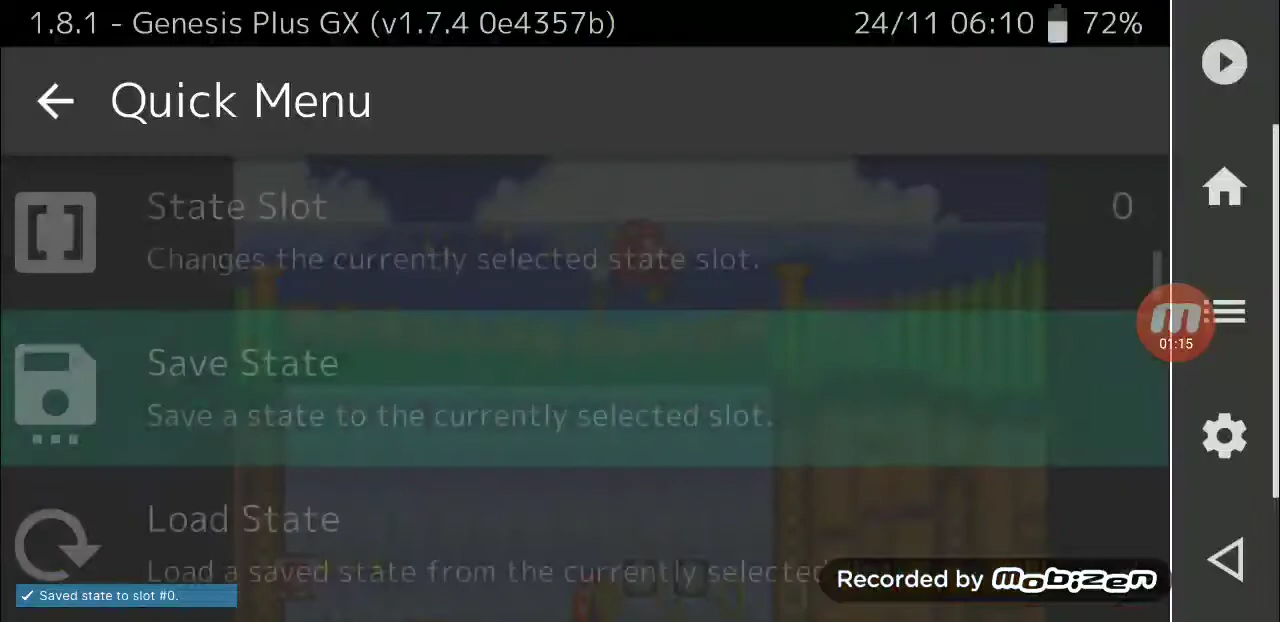 1.8.1 - Genesis Plus GX (v1.7.4 0e4357b)
24/11 06:10 72%
Quick Menu
State Slot 0
Changes the currently selected state slot.
Save State
Save a state to the currently selected slot.
Load State
Load a saved state from the currently selected
Saved state to slot #0.
m
01:15
Recorded by mobizen